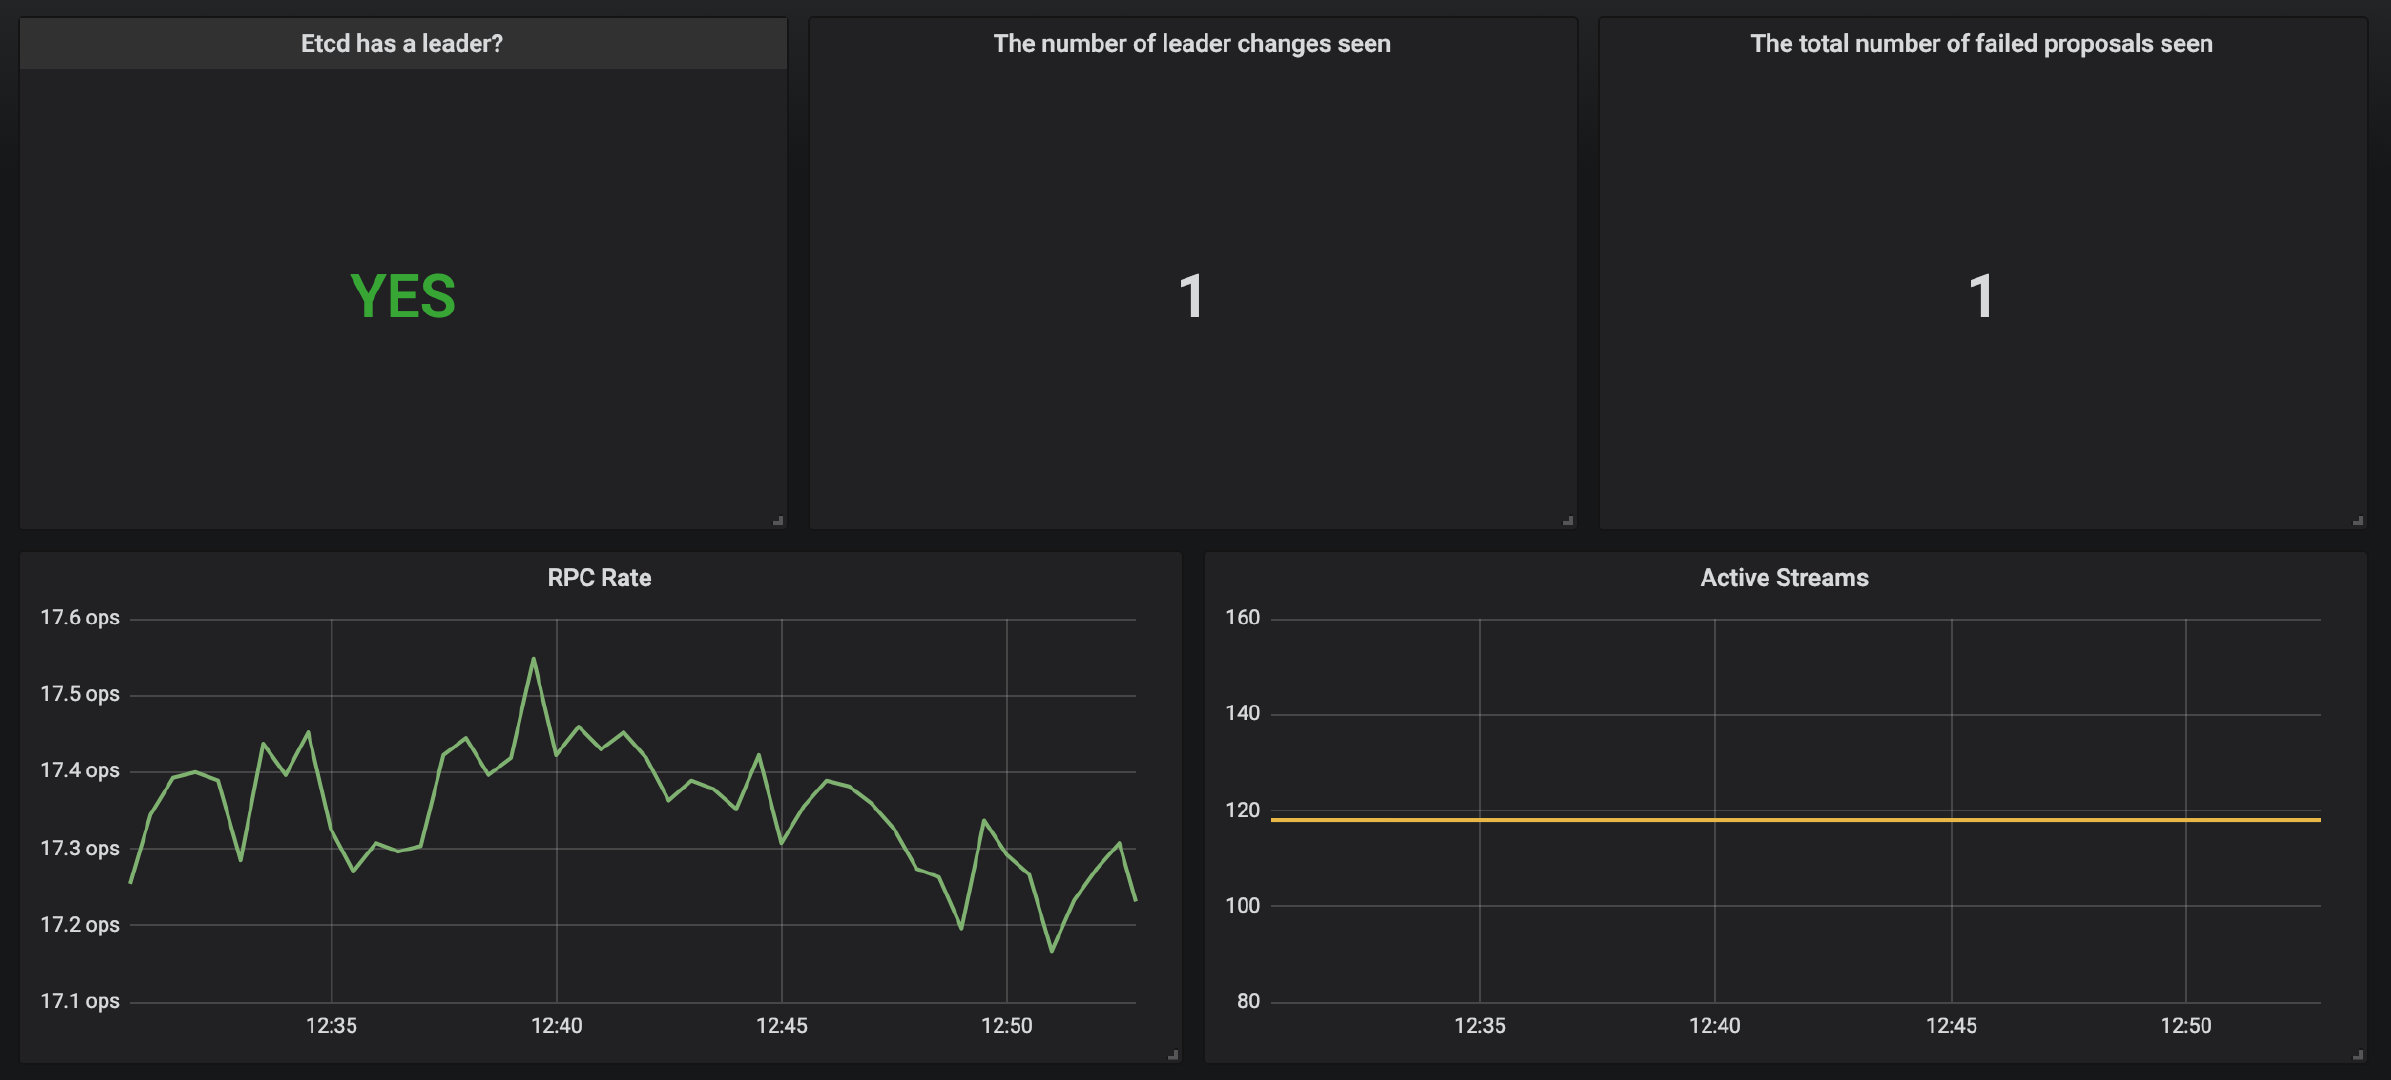 Etcd has a leader?
YES
The number of leader changes seen
1
The total number of failed proposals seen
1
RPC Rate
17.6 ops
17.5 ops
17.4 ops
17.3 ops
17.2 ops
17.1 ops
12:35 12:40 12:45 12:50
Active Streams
160
140
120
100
80
12:35 12:40 12:45 12:50